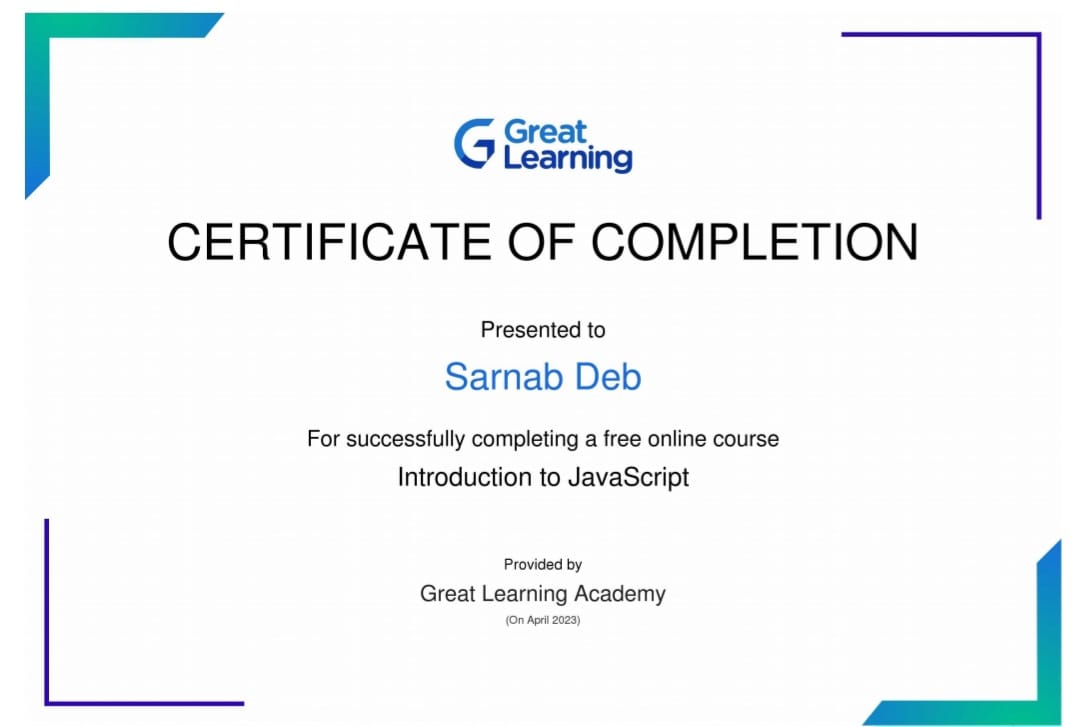 Great
Learning
CERTIFICATE OF COMPLETION
Presented to
Sarnab Deb
For successfully completing a free online course
Introduction to JavaScript
Provided by
Great Learning Academy
(On April 2023)